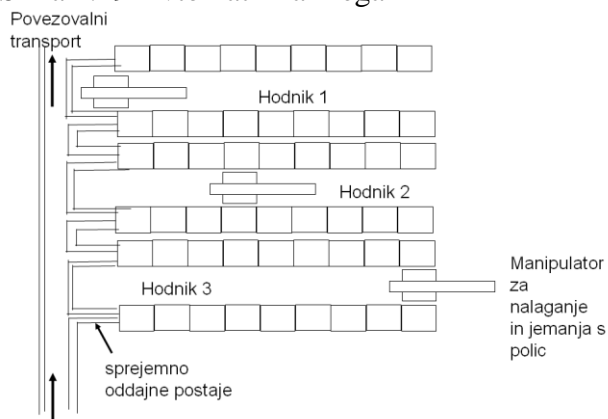 Povezovalni
transport
Hodnik 1
Hodnik 2
Hodnik 3
Manipulator
za
nalaganje
in jemanja s
polic
sprejemno
oddajne postaje